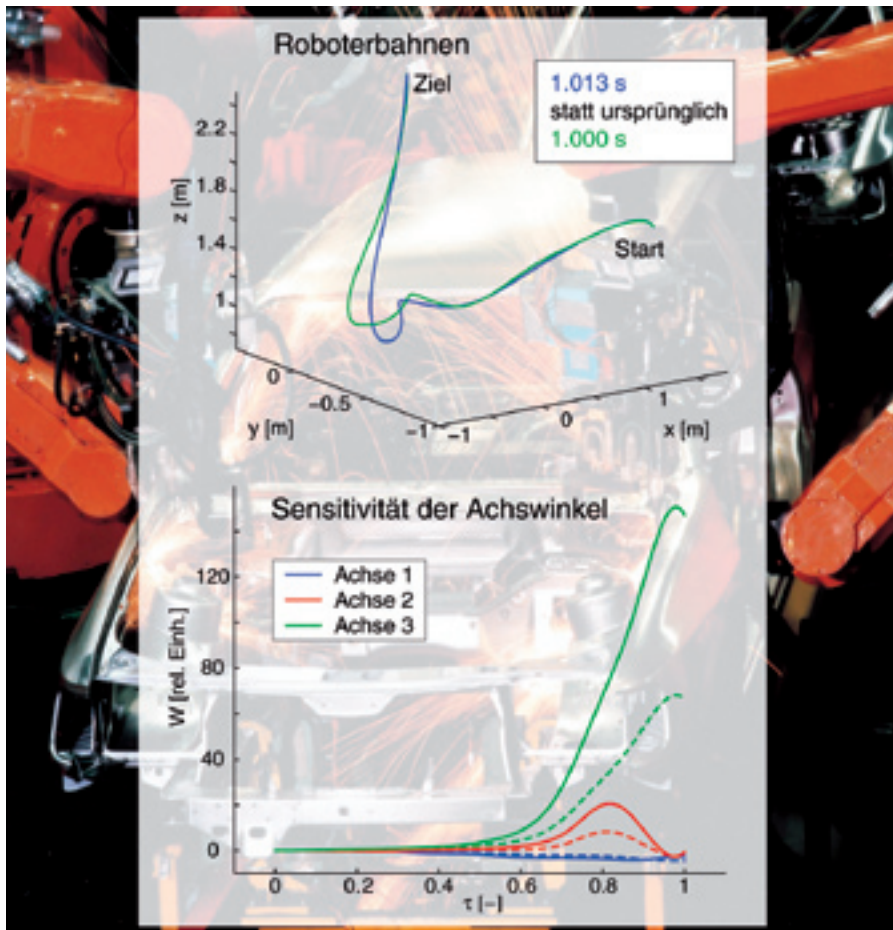 Roboterbahnen
Ziel
1.013 s
statt ursprünglich
1.000 s
2.2
1.8
1.4
1
z [m]
Start
0
-0.5
-1
y [m]
-1
0
1
x [m]
Sensitivität der Achswinkel
Achse 1
Achse 2
Achse 3
120
80
40
0
W [rel. Einh.]
0
0.2
0.4
0.6
0.8
1
τ [-]